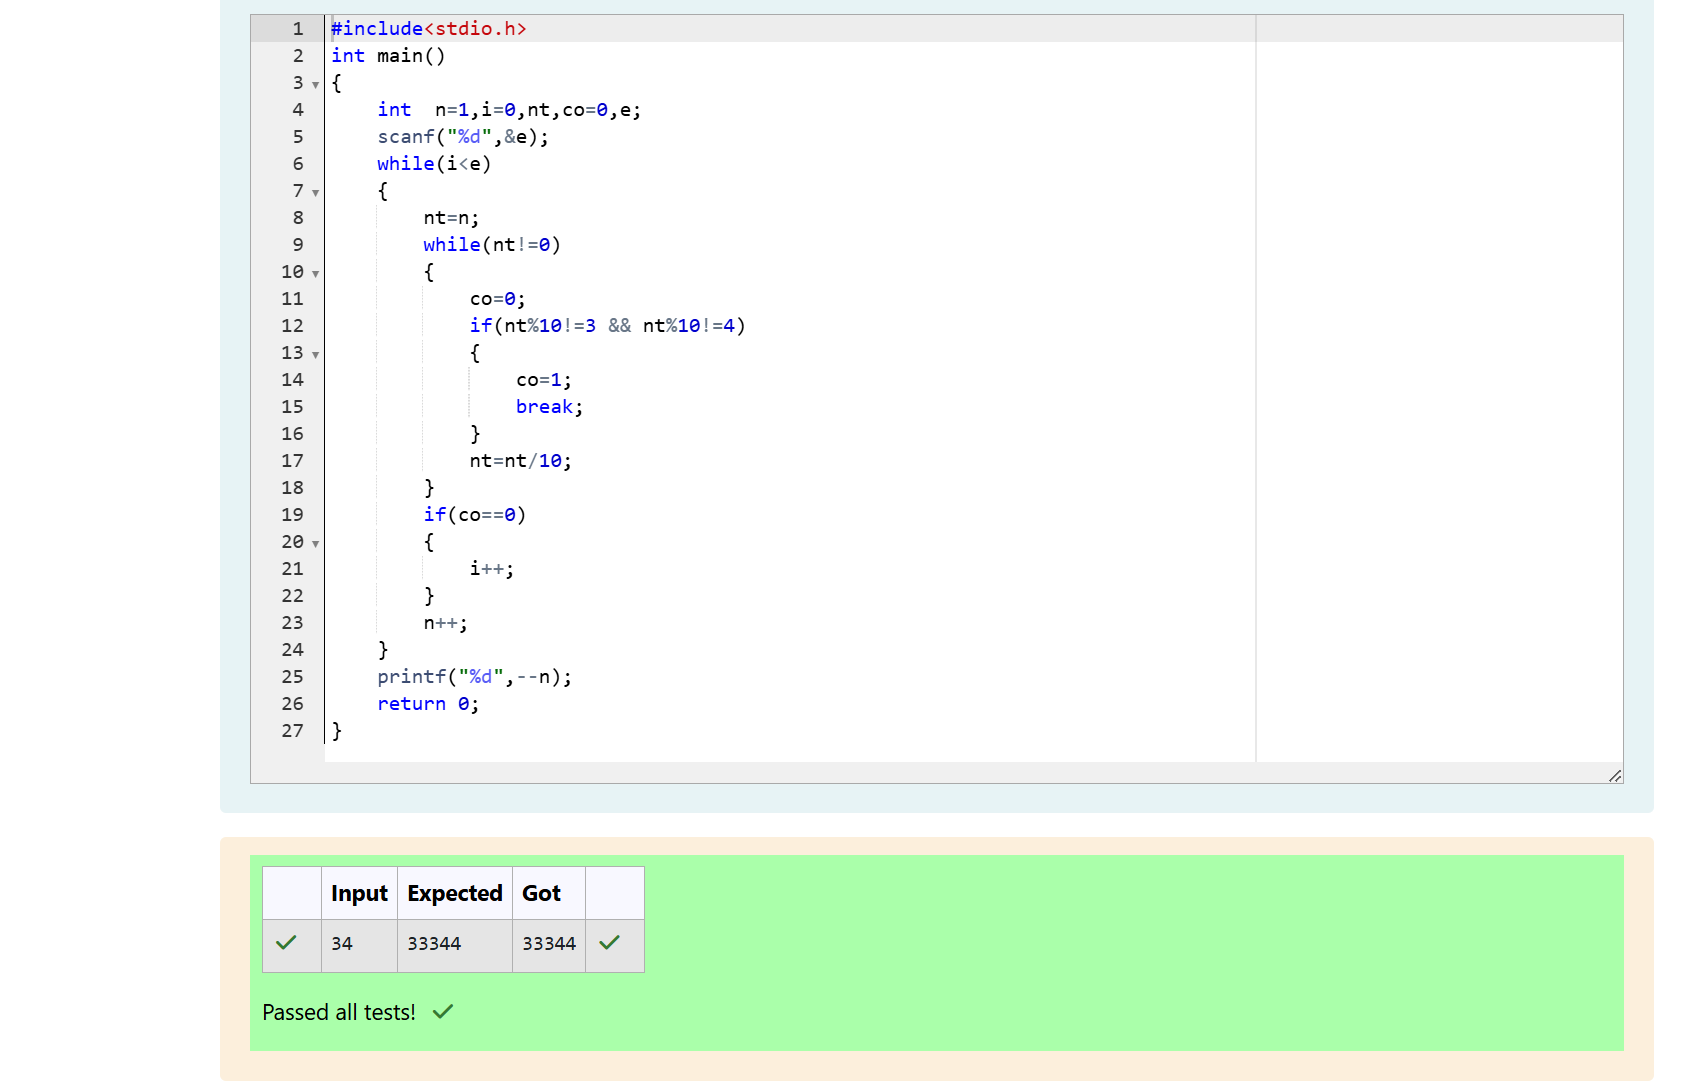 1 #include<stdio.h>
2 int main()
3 {
4     int  n=1,i=0,nt,co=0,e;
5     scanf("%d",&e);
6     while(i<e)
7     {
8         nt=n;
9         while(nt!=0)
10         {
11             co=0;
12             if(nt%10!=3 && nt%10!=4)
13             {
14                 co=1;
15                 break;
16             }
17             nt=nt/10;
18         }
19         if(co==0)
20         {
21             i++;
22         }
23         n++;
24     }
25     printf("%d",--n);
26     return 0;
27 }
Input Expected Got
34 33344 33344
Passed all tests!